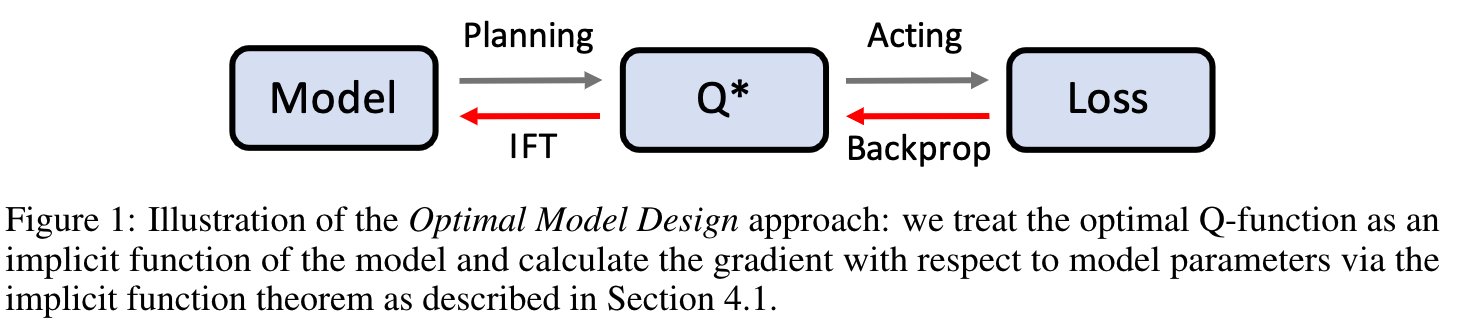 Planning
Acting
Model
Q*
Loss
IFT
Backprop
Figure 1: Illustration of the Optimal Model Design approach: we treat the optimal Q-function as an
implicit function of the model and calculate the gradient with respect to model parameters via the
implicit function theorem as described in Section 4.1.